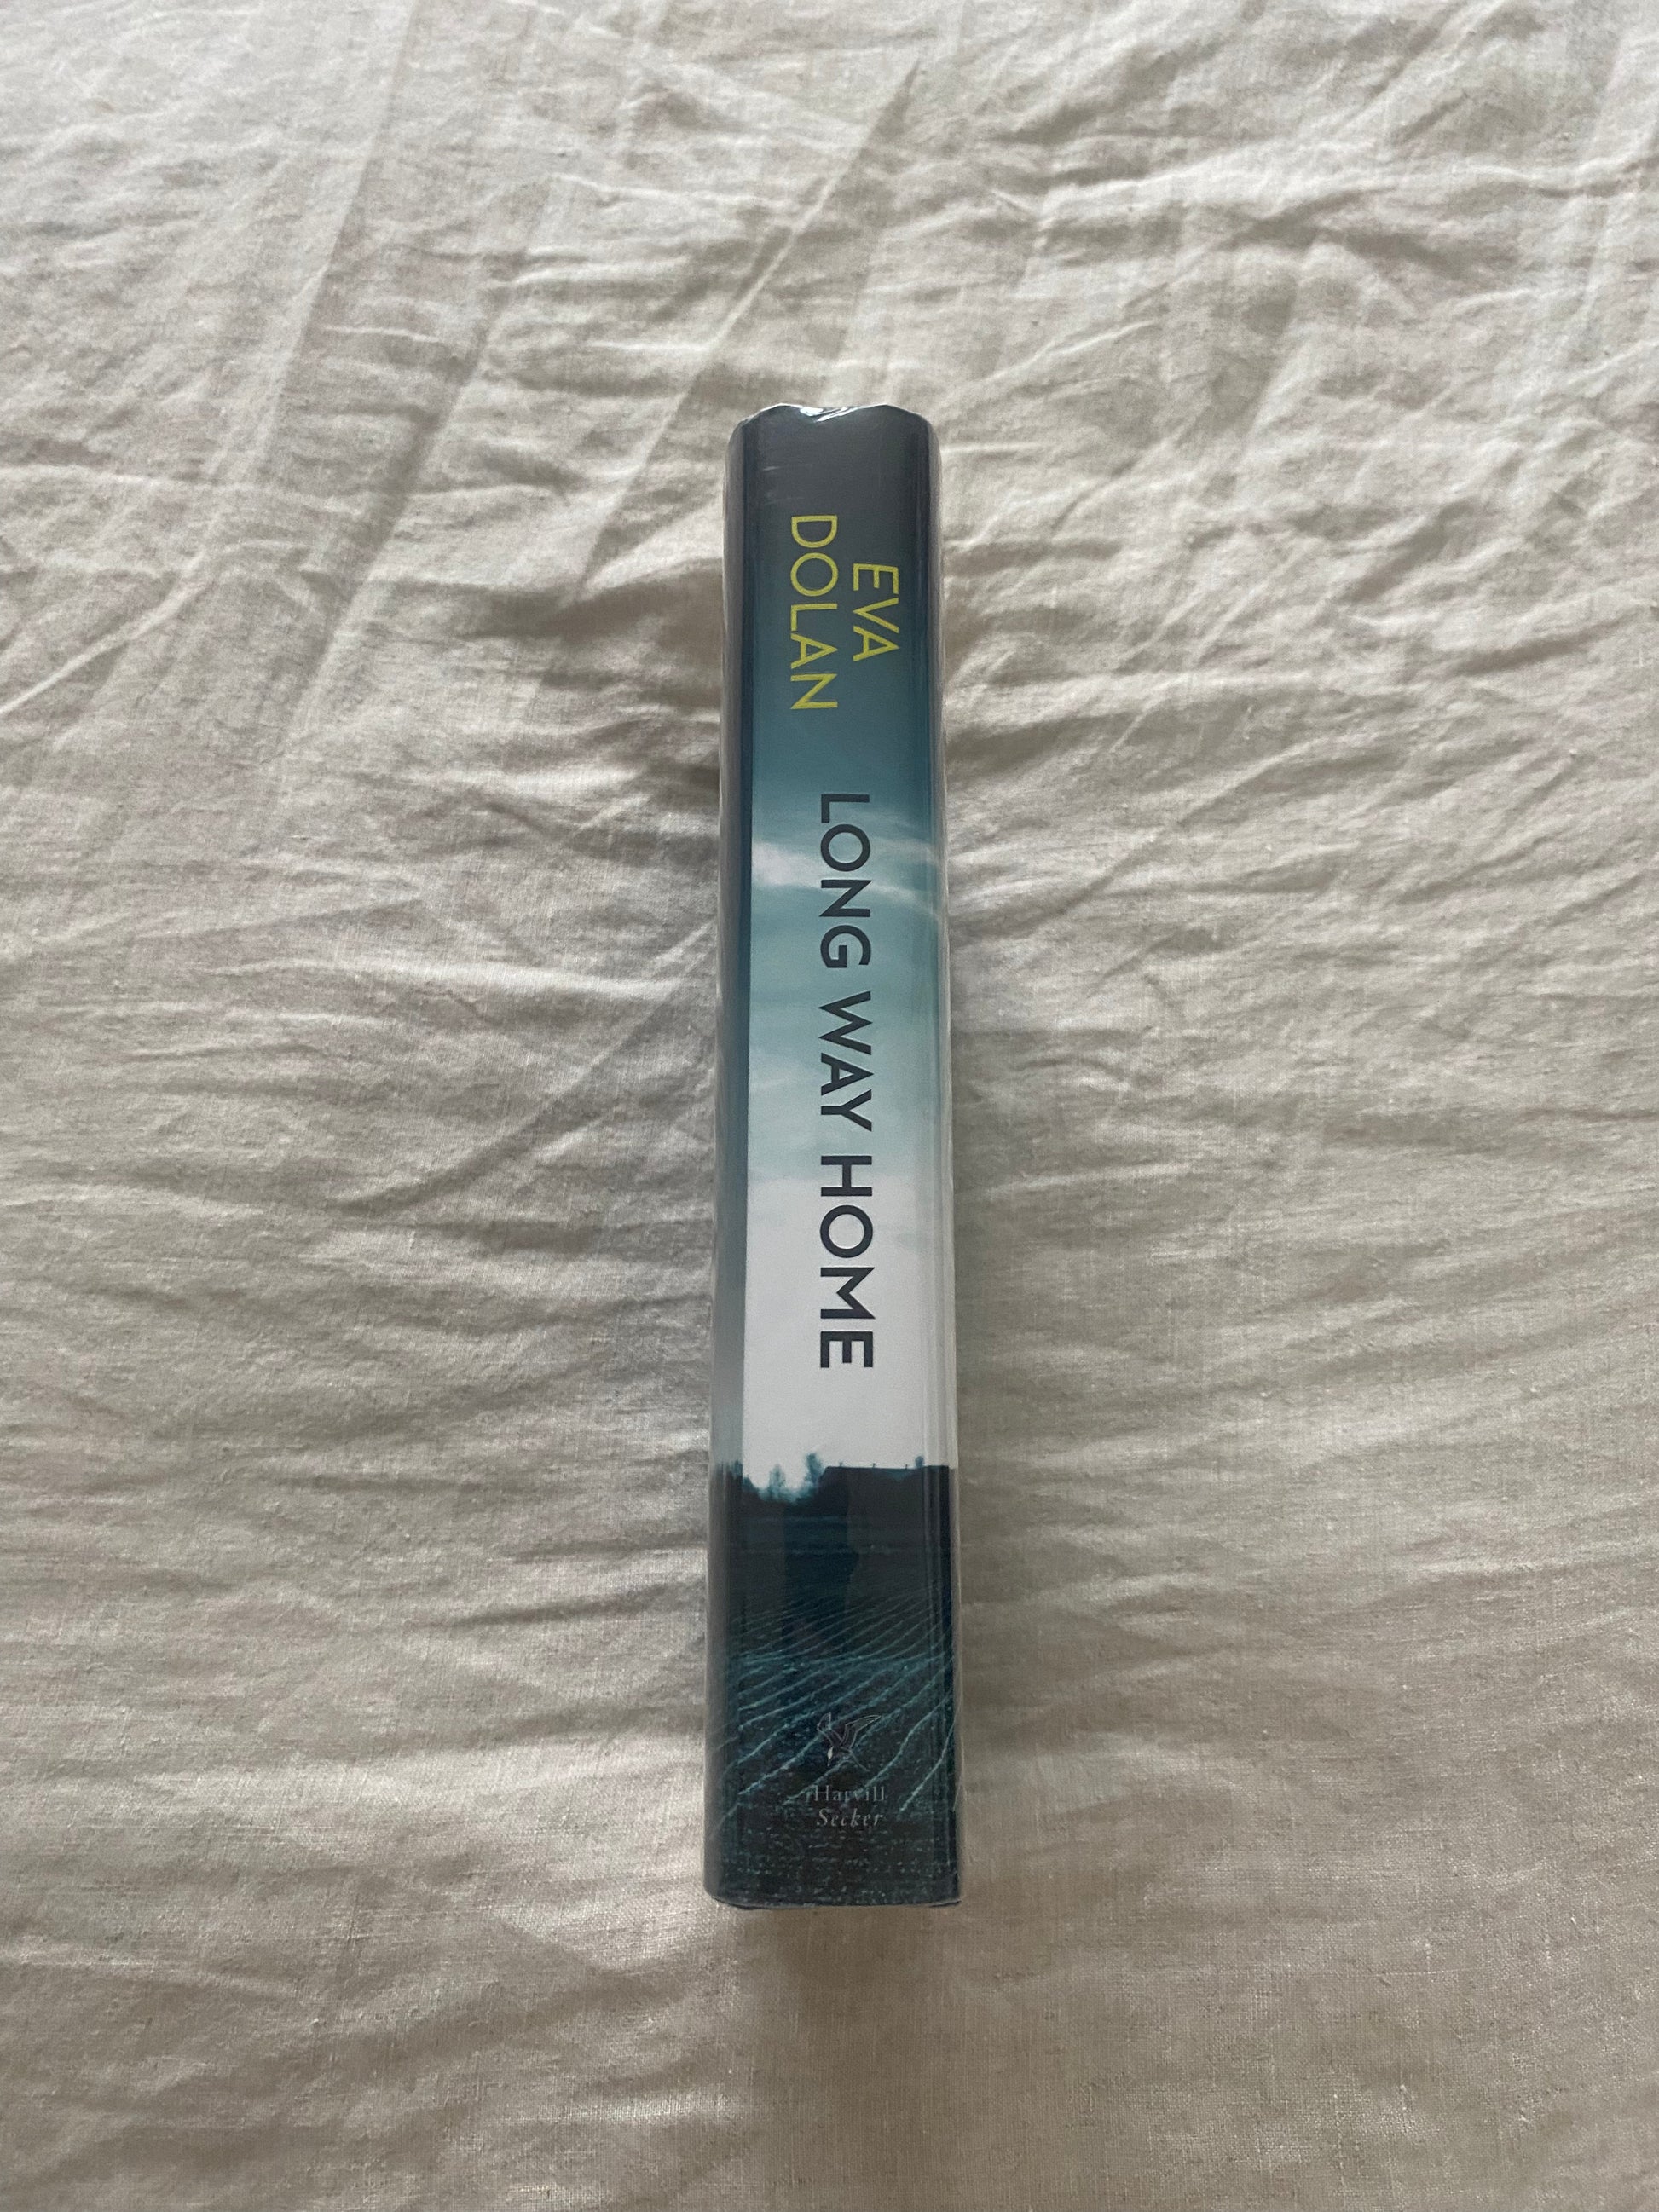 EVA
DOLAN
LONG WAY HOME
Harvill
Secker